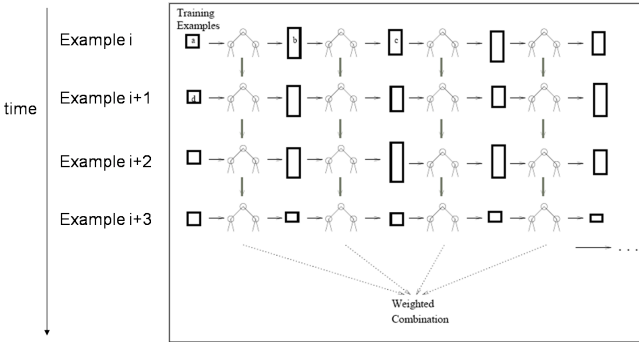 Training
Examples
Example i
a
b
c
Example i+1
d
time
Example i+2
Example i+3
. . .
Weighted
Combination